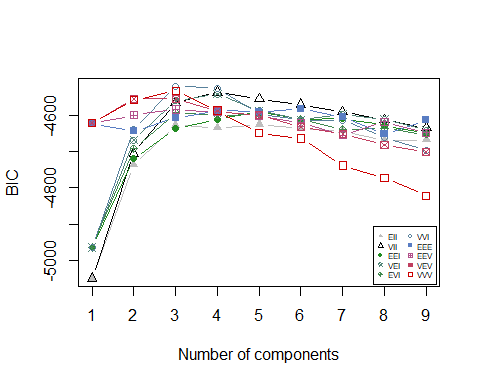 -4600
-4800
-5000
BIC
1 2 3 4 5 6 7 8 9
Number of components
EII VVI
VII EEE
EEI EEV
VEI VEV
EVI VVV